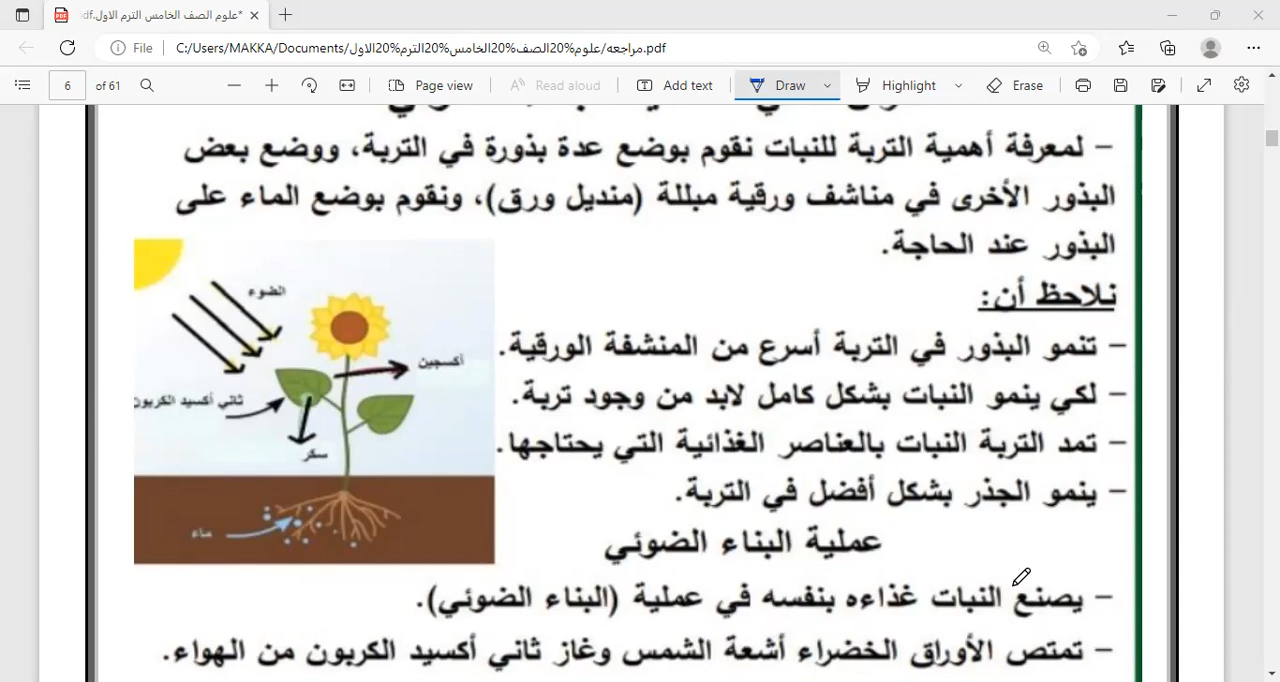 علوم الصف الخامس الترم الاول.pdf
File
C:/Users/MAKKA/Documents/مراجعه/علوم%20الصف%20الخامس%20الترم%20الاول.pdf
6 of 61
Page view
Read aloud
Add text
Draw
Highlight
Erase
– لمعرفة أهمية التربة للنبات نقوم بوضع عدة بذورة في التربة، ووضع بعض
البذور الأخرى في مناشف ورقية مبللة (منديل ورق)، ونقوم بوضع الماء على
البذور عند الحاجة.
نلاحظ أن:
– تنمو البذور في التربة أسرع من المنشفة الورقية.
– لكي ينمو النبات بشكل كامل لابد من وجود تربة.
– تمد التربة النبات بالعناصر الغذائية التي يحتاجها.
– ينمو الجذر بشكل أفضل في التربة.
الضوء
أكسجين
ثاني أكسيد الكربون
سكر
ماء
عملية البناء الضوئي
– يصنع النبات غذاءه بنفسه في عملية (البناء الضوئي).
– تمتص الأوراق الخضراء أشعة الشمس وغاز ثاني أكسيد الكربون من الهواء.